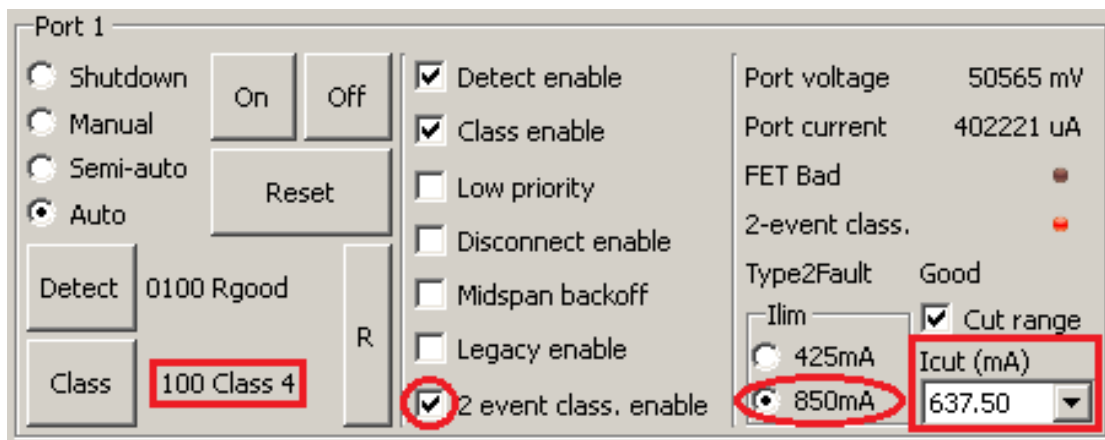 Port 1
Shutdown
Manual
Semi-auto
Auto
On
Off
Reset
Detect
0100 Rgood
Class
100 Class 4
R
Detect enable
Class enable
Low priority
Disconnect enable
Midspan backoff
Legacy enable
2 event class. enable
Port voltage 50565 mV
Port current 402221 uA
FET Bad
2-event class.
Type2Fault Good
Ilim
425mA
850mA
Cut range
Icut (mA)
637.50